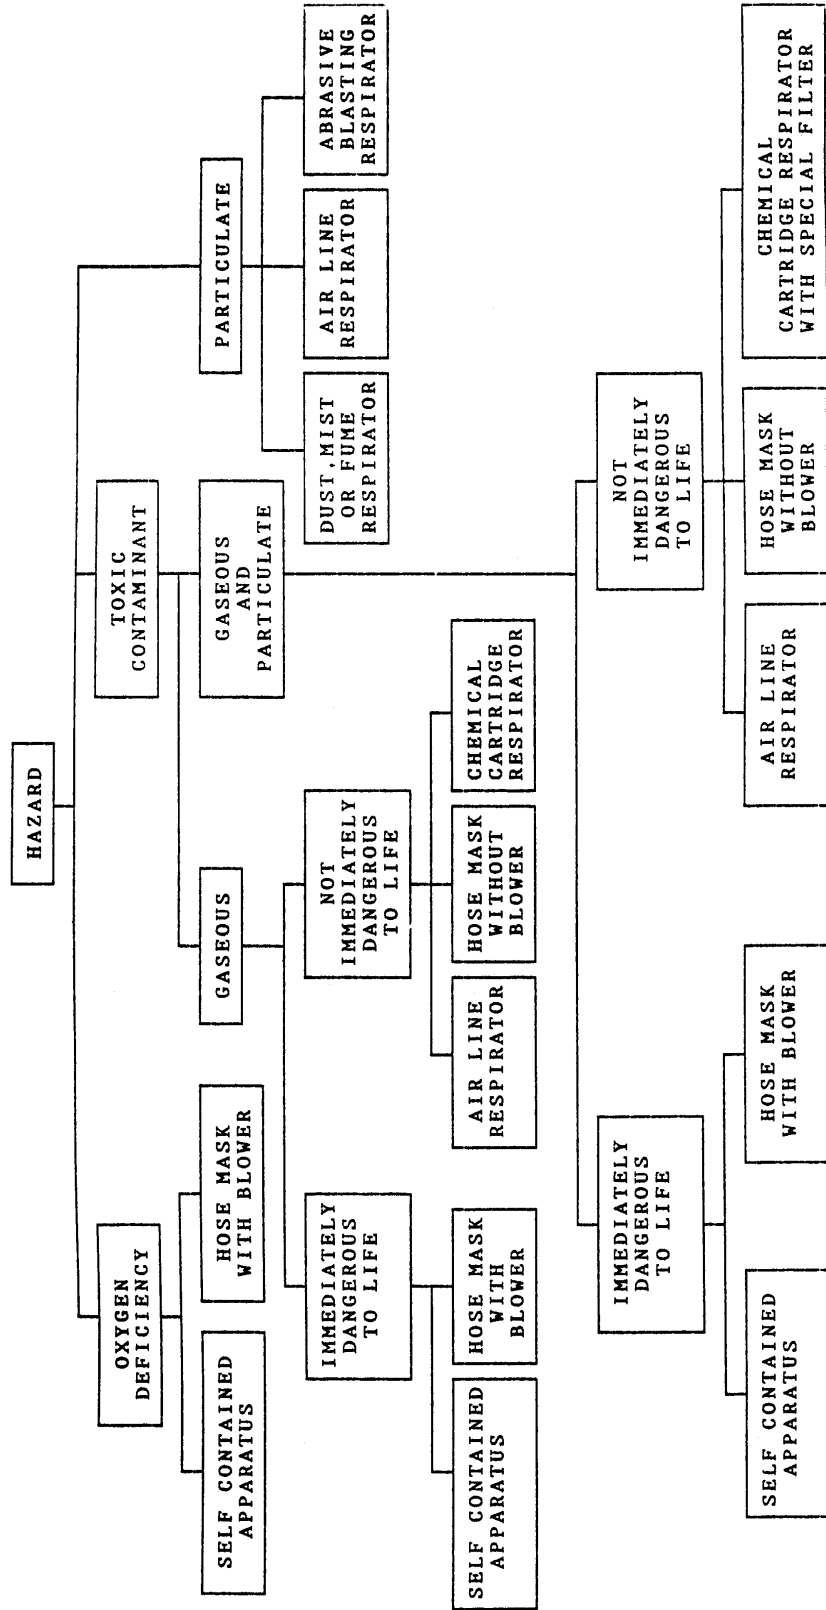 HAZARD
OXYGEN
DEFICIENCY
TOXIC
CONTAMINANT
SELF CONTAINED
APPARATUS
HOSE MASK
WITH BLOWER
GASEOUS
GASEOUS
AND
PARTICULATE
PARTICULATE
IMMEDIATELY
DANGEROUS
TO LIFE
NOT
IMMEDIATELY
DANGEROUS
TO LIFE
DUST,MIST
OR FUME
RESPIRATOR
AIR LINE
RESPIRATOR
ABRASIVE
BLASTING
RESPIRATOR
SELF CONTAINED
APPARATUS
HOSE MASK
WITH
BLOWER
AIR LINE
RESPIRATOR
HOSE MASK
WITHOUT
BLOWER
CHEMICAL
CARTRIDGE
RESPIRATOR
IMMEDIATELY
DANGEROUS
TO LIFE
NOT
IMMEDIATELY
DANGEROUS
TO LIFE
SELF CONTAINED
APPARATUS
HOSE MASK
WITH BLOWER
AIR LINE
RESPIRATOR
HOSE MASK
WITHOUT
BLOWER
CHEMICAL
CARTRIDGE RESPIRATOR
WITH SPECIAL FILTER